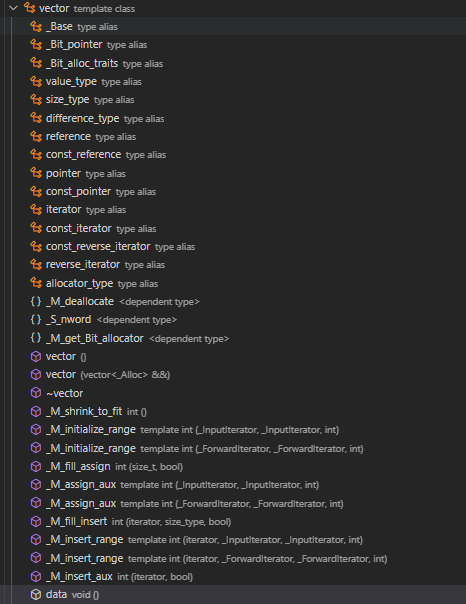 vector template class
_Base type alias
_Bit_pointer type alias
_Bit_alloc_traits type alias
value_type type alias
size_type type alias
difference_type type alias
reference type alias
const_reference type alias
pointer type alias
const_pointer type alias
iterator type alias
const_iterator type alias
const_reverse_iterator type alias
reverse_iterator type alias
allocator_type type alias
_M_deallocate <dependent type>
_S_nword <dependent type>
_M_get_Bit_allocator <dependent type>
vector ()
vector (vector<_Alloc> &&)
~vector
_M_shrink_to_fit int ()
_M_initialize_range template int (_InputIterator, _InputIterator, int)
_M_initialize_range template int (_ForwardIterator, _ForwardIterator, int)
_M_fill_assign int (size_t, bool)
_M_assign_aux template int (_InputIterator, _InputIterator, int)
_M_assign_aux template int (_ForwardIterator, _ForwardIterator, int)
_M_fill_insert int (iterator, size_type, bool)
_M_insert_range template int (iterator, _InputIterator, _InputIterator, int)
_M_insert_range template int (iterator, _ForwardIterator, _ForwardIterator, int)
_M_insert_aux int (iterator, bool)
data void ()